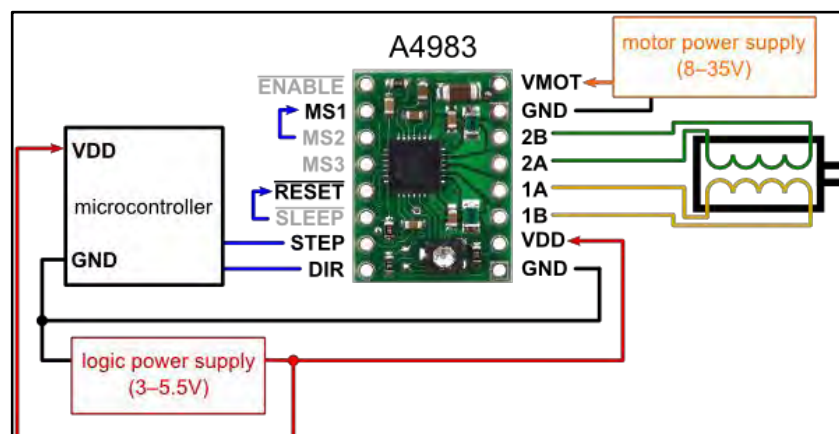 A4983
motor power supply
(8–35V)
ENABLE
MS1
MS2
MS3
RESET
SLEEP
STEP
DIR
VMOT
GND
2B
2A
1A
1B
VDD
GND
VDD
microcontroller
GND
logic power supply
(3–5.5V)